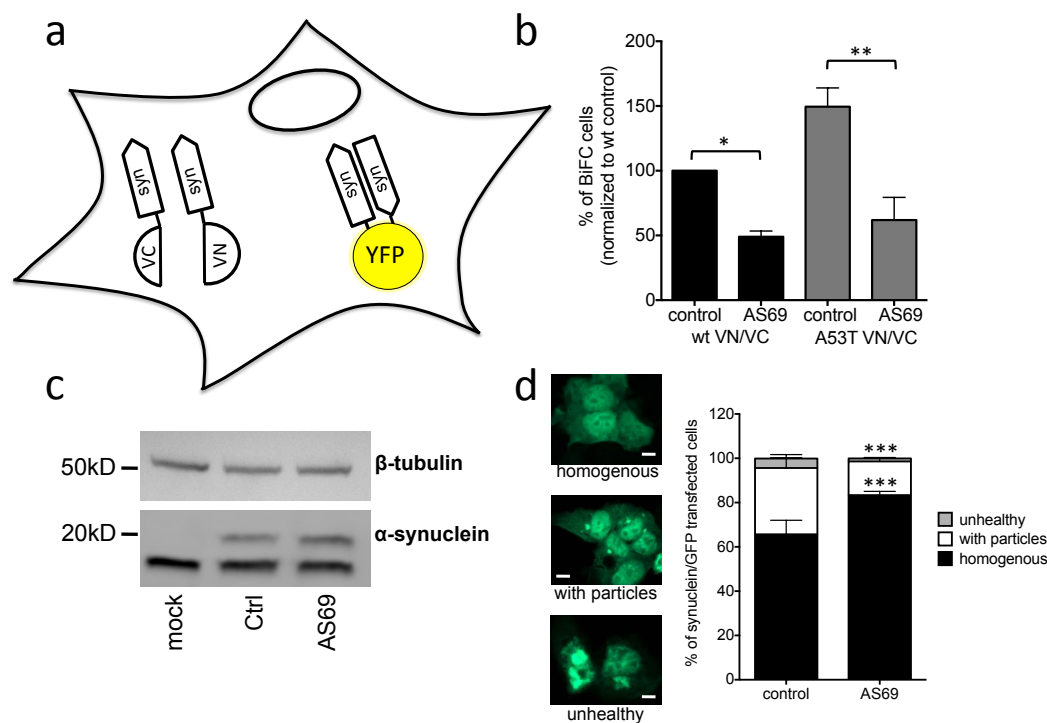 a
syn
syn
VC
VN
syn
syn
YFP
b
% of BiFC cells
(normalized to wt control)
200
150
100
50
0
*
**
control
AS69
control
AS69
wt VN/VC
A53T VN/VC
c
50kD
β-tubulin
20kD
α-synuclein
mock
Ctrl
AS69
d
homogenous
with particles
unhealthy
% of synuclein/GFP transfected cells
120
100
80
60
40
20
0
***
***
control
AS69
unhealthy
with particles
homogenous